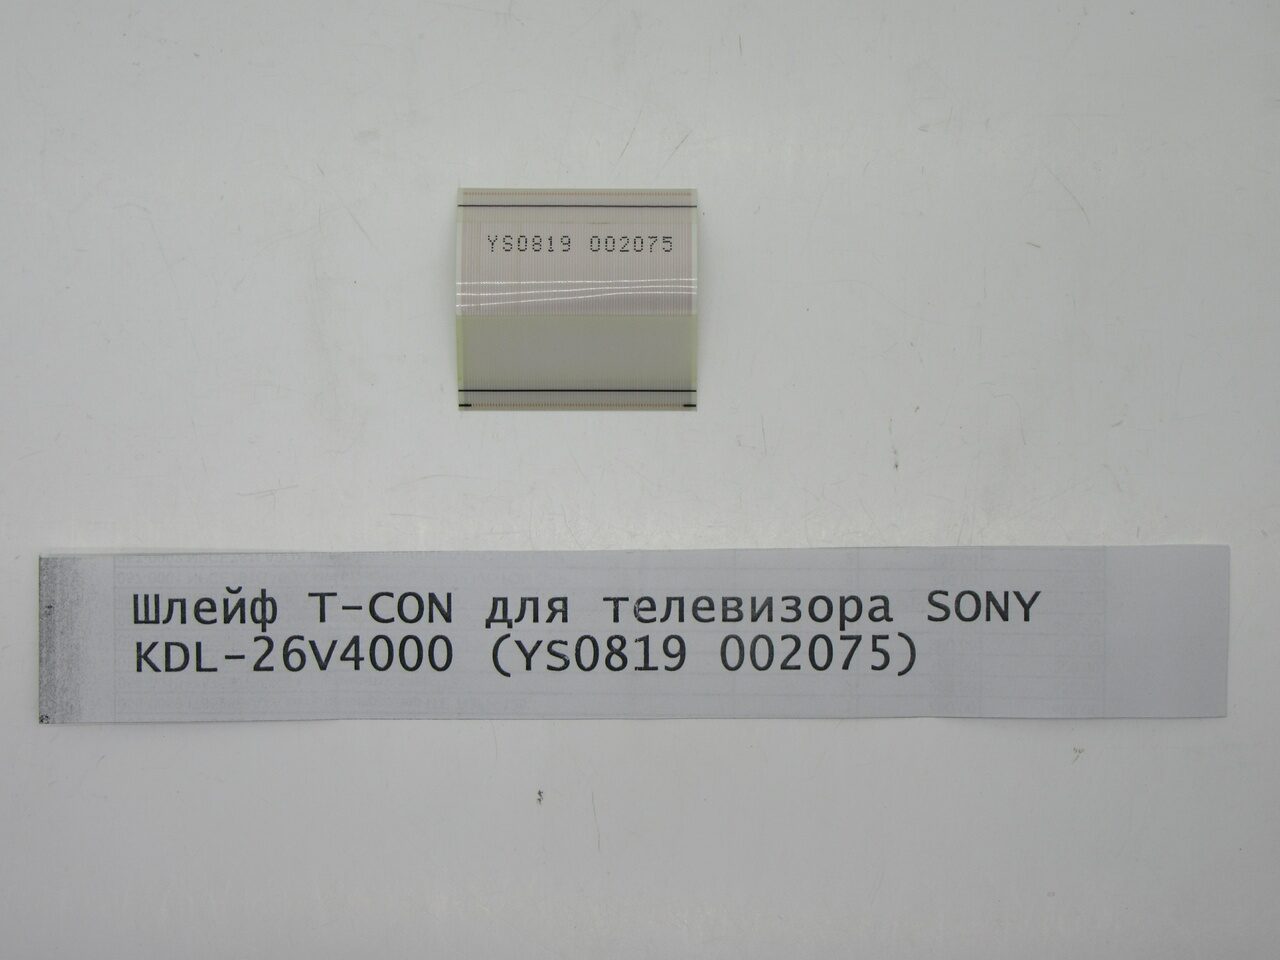 YS0819 002075
Шлейф T-CON для телевизора SONY
KDL-26V4000 (YS0819 002075)